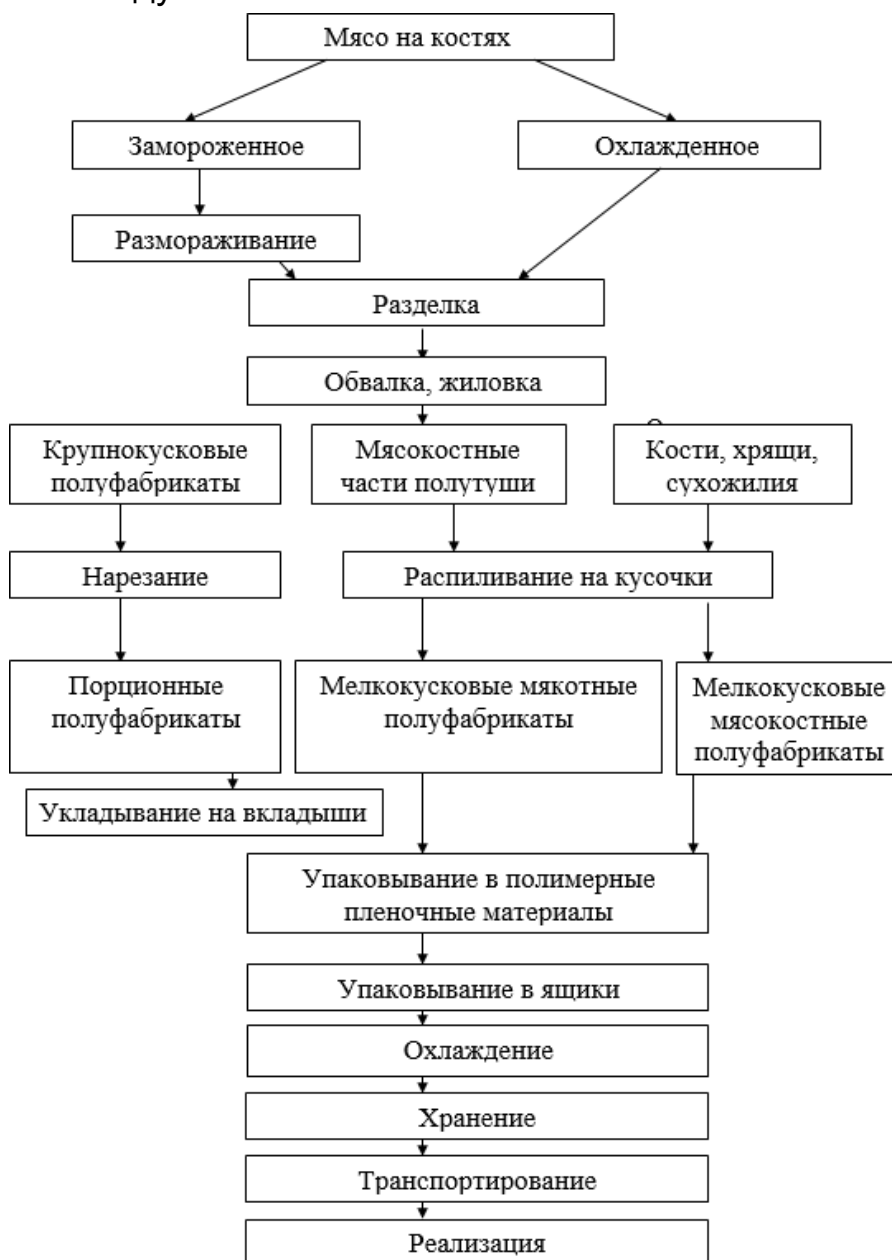 Мясо на костях
Замороженное
Охлажденное
Размораживание
Разделка
Обвалка, жиловка
Крупнокусковые
полуфабрикаты
Мясокостные
части полутуши
Кости, хрящи,
сухожилия
Нарезание
Распиливание на кусочки
Порционные
полуфабрикаты
Мелкокусковые мякотные
полуфабрикаты
Мелкокусковые
мясокостные
полуфабрикаты
Укладывание на вкладыши
Упаковывание в полимерные
пленочные материалы
Упаковывание в ящики
Охлаждение
Хранение
Транспортирование
Реализация